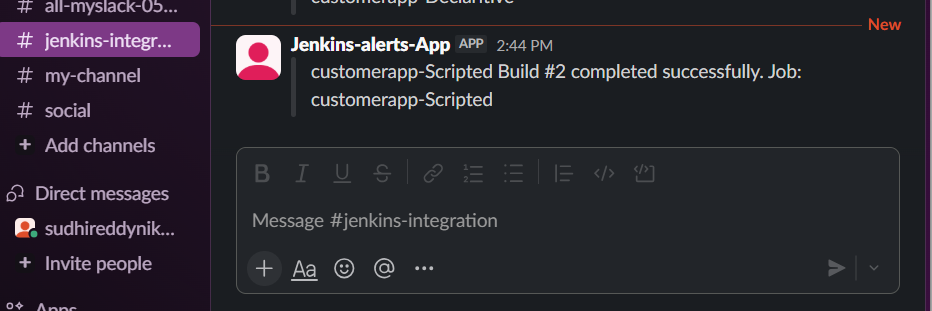 # all-myslack-05...
# jenkins-integr...
# my-channel
# social
+ Add channels
Direct messages
sudhireddynik...
+ Invite people
Apps
customerapp-Declaritive
New
Jenkins-alerts-App APP 2:44 PM
customerapp-Scripted Build #2 completed successfully. Job:
customerapp-Scripted
B I U S
Message #jenkins-integration
+ Aa @ ...